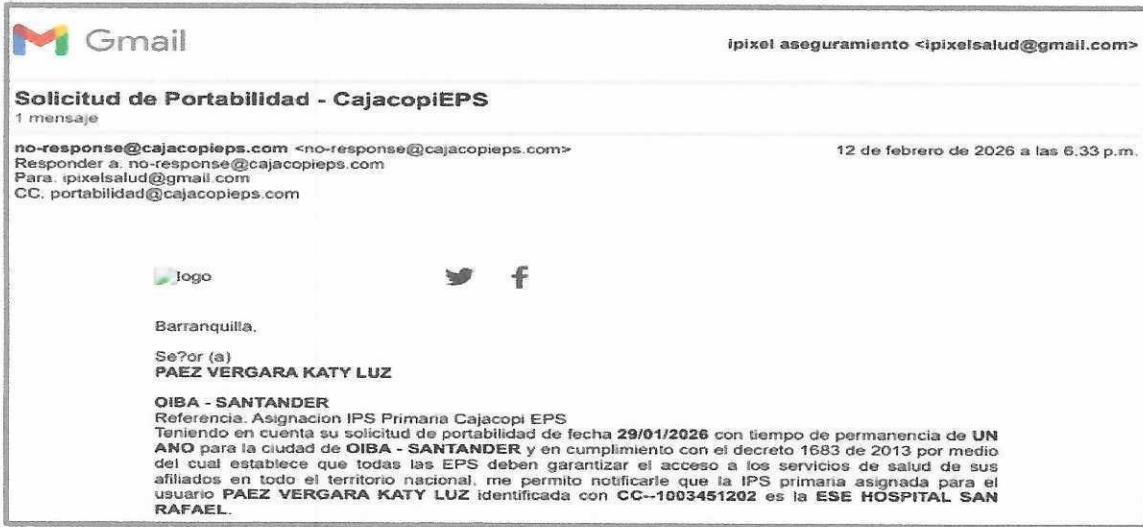 Gmail
ipixel aseguramiento <ipixelsalud@gmail.com>
Solicitud de Portabilidad - CajacopiEPS
1 mensaje
no-response@cajacopieps.com <no-response@cajacopieps.com>
12 de febrero de 2026 a las 6.33 p.m.
Responder a. no-response@cajacopieps.com
Para. ipixelsalud@gmail.com
CC. portabilidad@cajacopieps.com
logo
Barranquilla,
Se?or (a)
PAEZ VERGARA KATY LUZ
OIBA - SANTANDER
Referencia. Asignacion IPS Primaria Cajacopi EPS
Teniendo en cuenta su solicitud de portabilidad de fecha 29/01/2026 con tiempo de permanencia de UN
ANO para la ciudad de OIBA - SANTANDER y en cumplimiento con el decreto 1683 de 2013 por medio
del cual establece que todas las EPS deben garantizar el acceso a los servicios de salud de sus
afiliados en todo el territorio nacional, me permito notificarle que la IPS primaria asignada para el
usuario PAEZ VERGARA KATY LUZ identificada con CC--1003451202 es la ESE HOSPITAL SAN
RAFAEL.